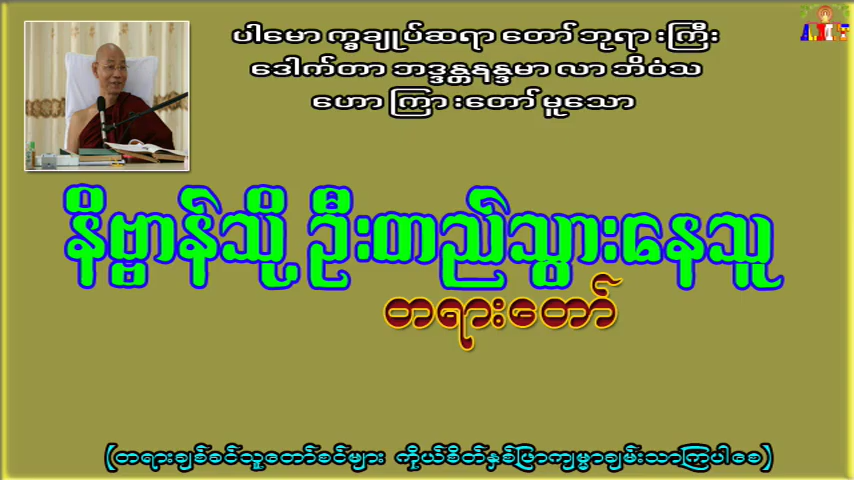 ပါမောက္ခချုပ်ဆရာတော်ဘုရားကြီး
ဒေါက်တာ ဘဒ္ဒန္တနန္ဒမာလာဘိဝံသ
ဟောကြားတော်မူသော
နိဗ္ဗာန်သို့ဦးတည်သွားနေသူ
တရားတော်
(တရားချစ်ခင်သူတော်စင်များ ကိုယ်စိတ်နှစ်ဖြာကျမ္မာချမ်းသာကြပါစေ)